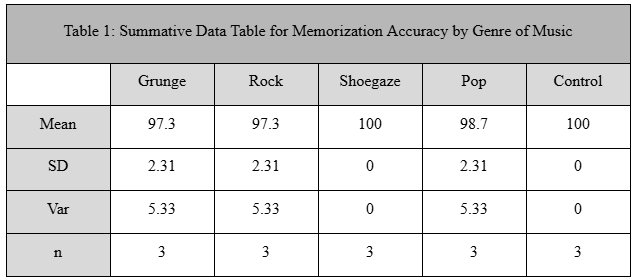 Table 1: Summative Data Table for Memorization Accuracy by Genre of Music
Grunge Rock Shoegaze Pop Control
Mean 97.3 97.3 100 98.7 100
SD 2.31 2.31 0 2.31 0
Var 5.33 5.33 0 5.33 0
n 3 3 3 3 3